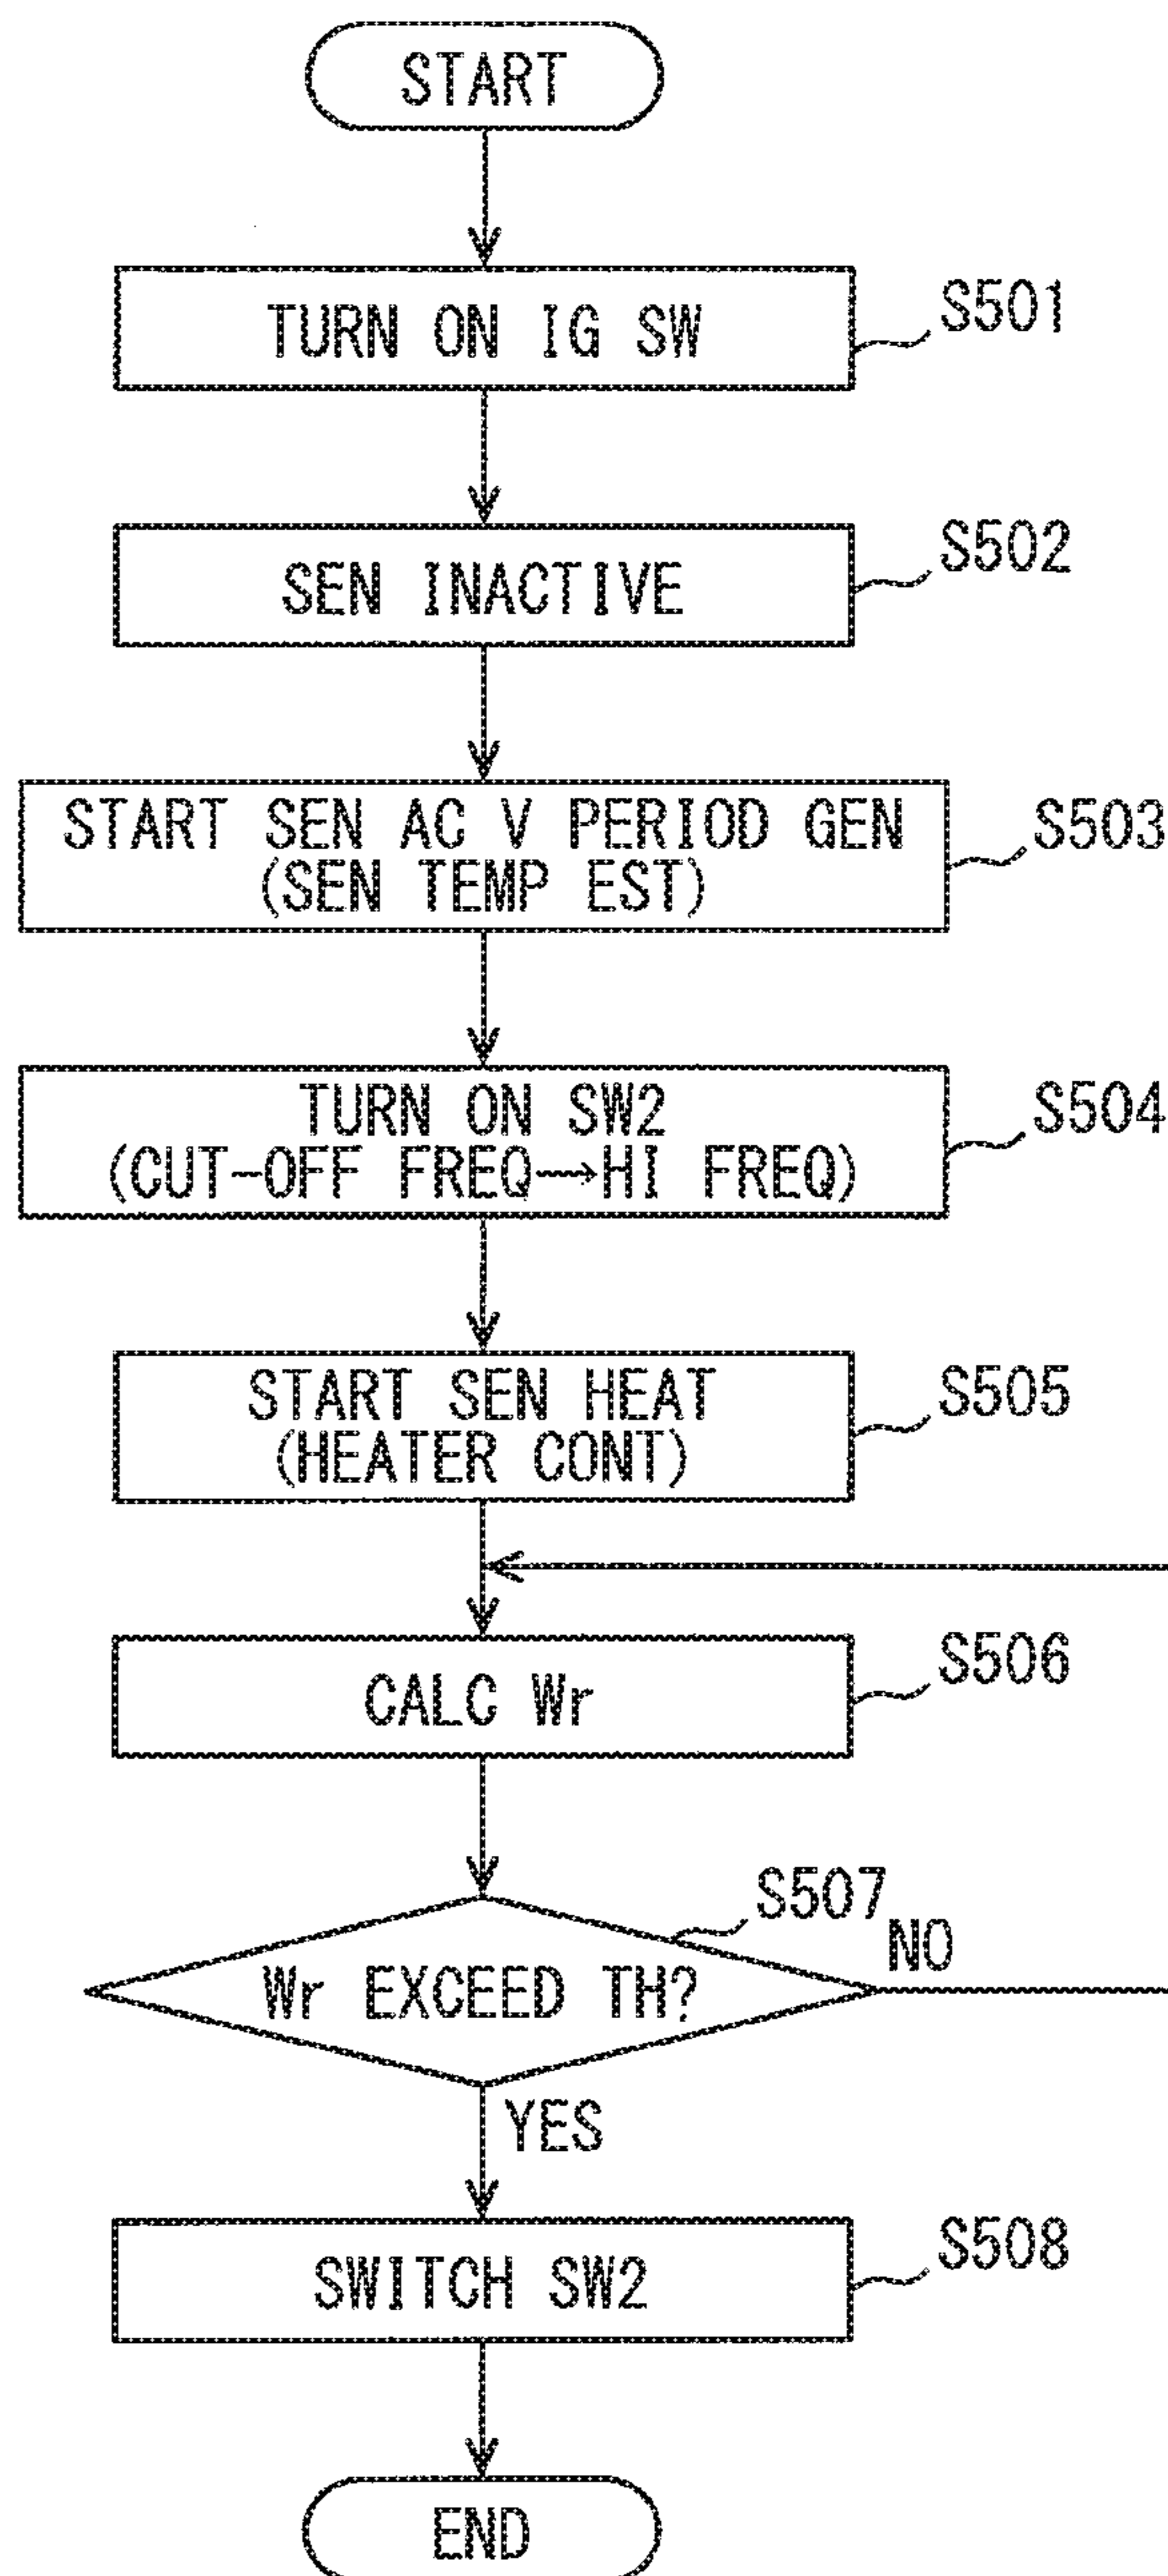 START
TURN ON IG SW
S501
SEN INACTIVE
S502
START SEN AC V PERIOD GEN
(SEN TEMP EST)
S503
TURN ON SW2
(CUT-OFF FREQ→HI FREQ)
S504
START SEN HEAT
(HEATER CONT)
S505
CALC Wr
S506
S507
Wr EXCEED TH?
NO
YES
SWITCH SW2
S508
END